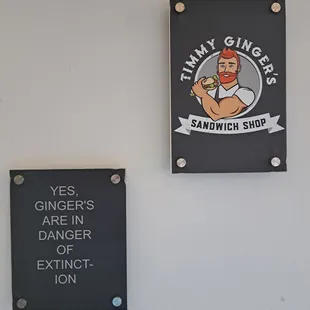 TIMMY GINGER'S
SANDWICH SHOP
YES,
GINGER'S
ARE IN
DANGER
OF
EXTINCT-
ION